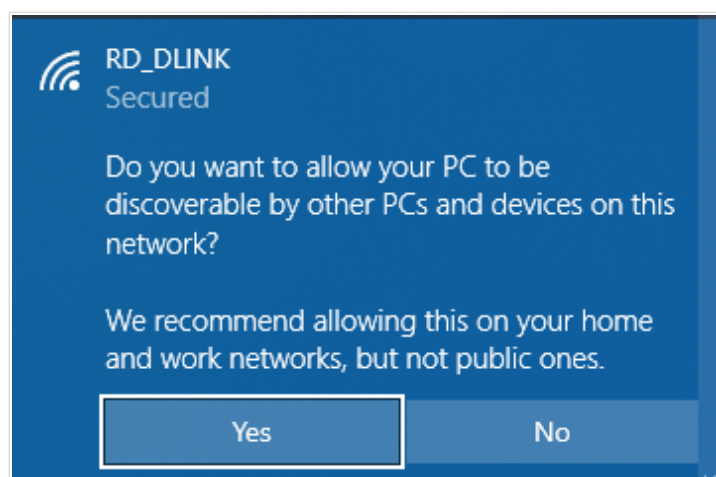 RD_DLINK
Secured
Do you want to allow your PC to be
discoverable by other PCs and devices on this
network?
We recommend allowing this on your home
and work networks, but not public ones.
Yes
No